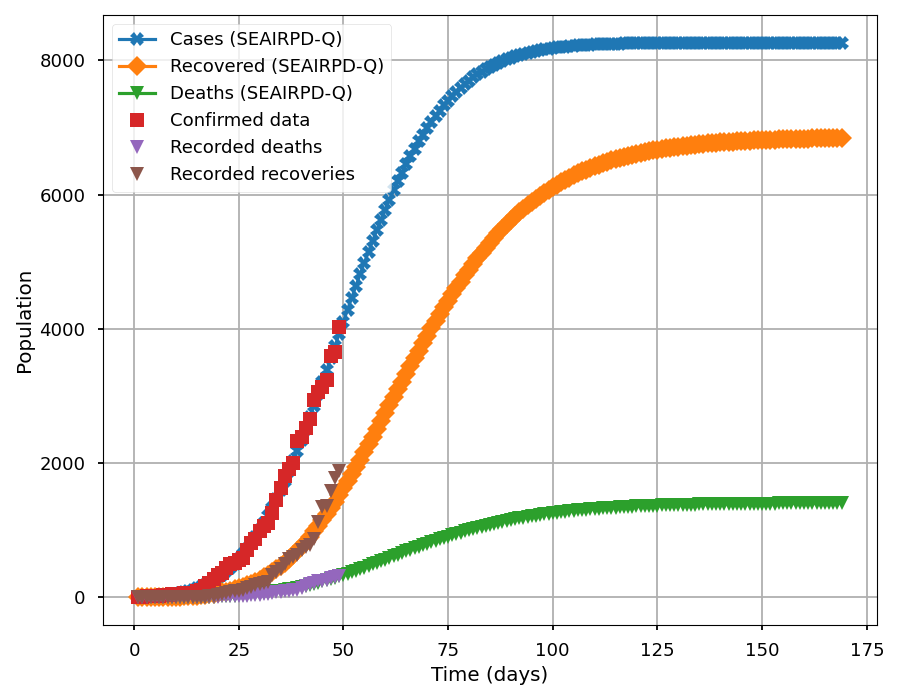 Cases (SEAIRPD-Q)
Recovered (SEAIRPD-Q)
Deaths (SEAIRPD-Q)
Confirmed data
Recorded deaths
Recorded recoveries
8000
6000
4000
2000
0
Population
0 25 50 75 100 125 150 175
Time (days)